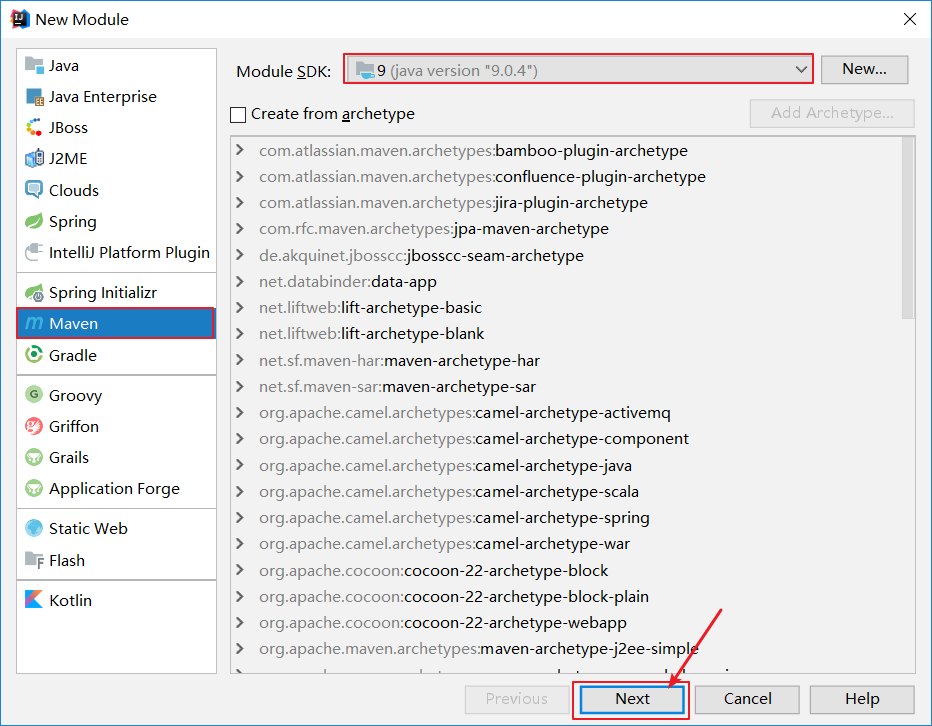 New Module
Java
Java Enterprise
JBoss
J2ME
Clouds
Spring
IntelliJ Platform Plugin
Spring Initializr
Maven
Gradle
Groovy
Griffon
Grails
Application Forge
Static Web
Flash
Kotlin
Module SDK: 9 (java version "9.0.4") New...
Create from archetype Add Archetype...
com.atlassian.maven.archetypes:bamboo-plugin-archetype
com.atlassian.maven.archetypes:confluence-plugin-archetype
com.atlassian.maven.archetypes:jira-plugin-archetype
com.rfc.maven.archetypes:jpa-maven-archetype
de.akquinet.jbosscc:jbosscc-seam-archetype
net.databinder:data-app
net.liftweb:lift-archetype-basic
net.liftweb:lift-archetype-blank
net.sf.maven-har:maven-archetype-har
net.sf.maven-sar:maven-archetype-sar
org.apache.camel.archetypes:camel-archetype-activemq
org.apache.camel.archetypes:camel-archetype-component
org.apache.camel.archetypes:camel-archetype-java
org.apache.camel.archetypes:camel-archetype-scala
org.apache.camel.archetypes:camel-archetype-spring
org.apache.camel.archetypes:camel-archetype-war
org.apache.cocoon:cocoon-22-archetype-block
org.apache.cocoon:cocoon-22-archetype-block-plain
org.apache.cocoon:cocoon-22-archetype-webapp
org.apache.maven.archetypes:maven-archetype-j2ee-simple
Previous Next Cancel Help